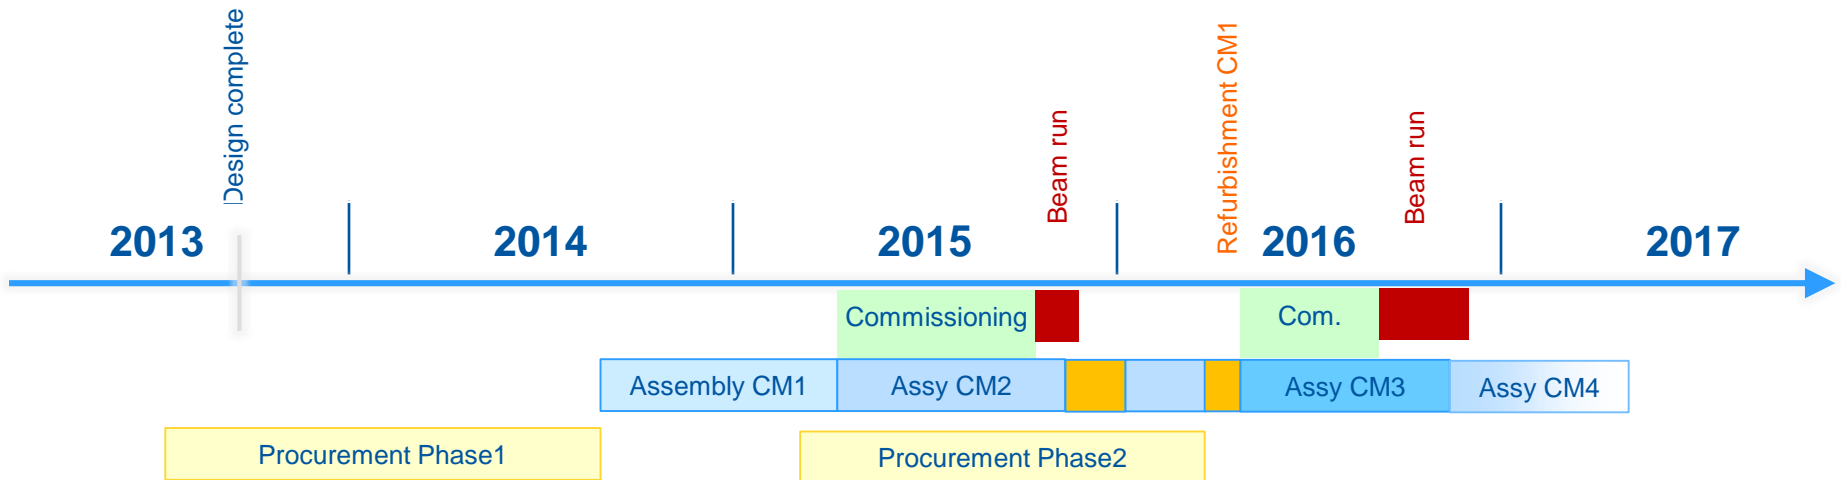 Design complete
Beam run
Refurbishment CM1
Beam run
2013
2014
2015
2016
2017
Commissioning
Com.
Assembly CM1
Assy CM2
Assy CM3
Assy CM4
Procurement Phase1
Procurement Phase2